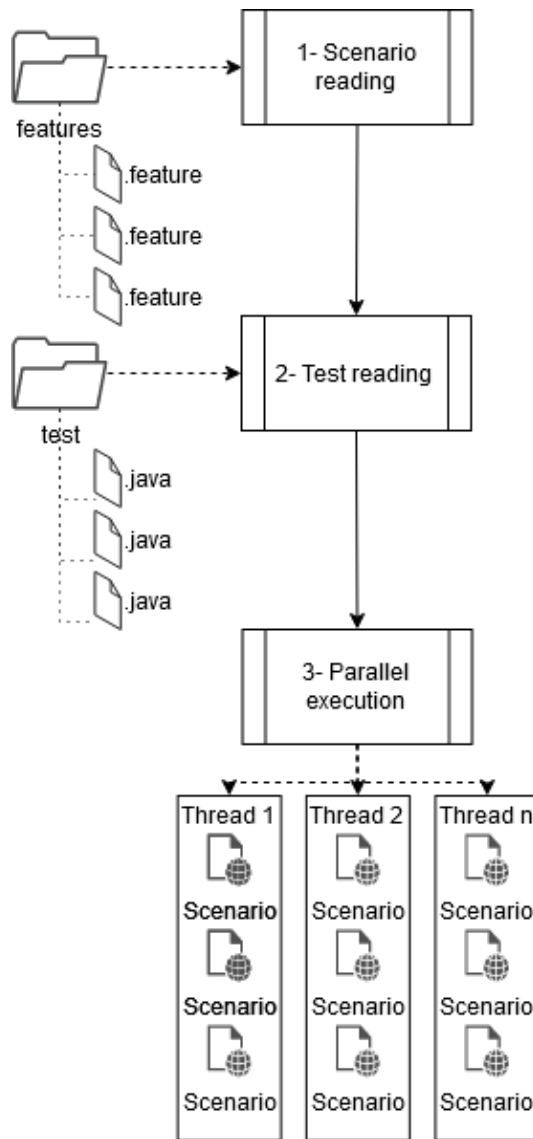 1- Scenario
reading
features
.feature
.feature
.feature
2- Test reading
test
.java
.java
.java
3- Parallel
execution
Thread 1
Thread 2
Thread n
Scenario
Scenario
Scenario
Scenario
Scenario
Scenario
Scenario
Scenario
Scenario